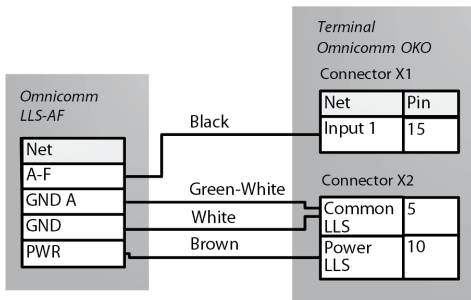 Terminal
Omnicomm OKO
Connector X1
Net Pin
Input 1 15
Omnicomm
LLS-AF
Net
A-F
GND A
GND
PWR
Black
Green-White
White
Brown
Connector X2
Common 5
LLS
Power 10
LLS